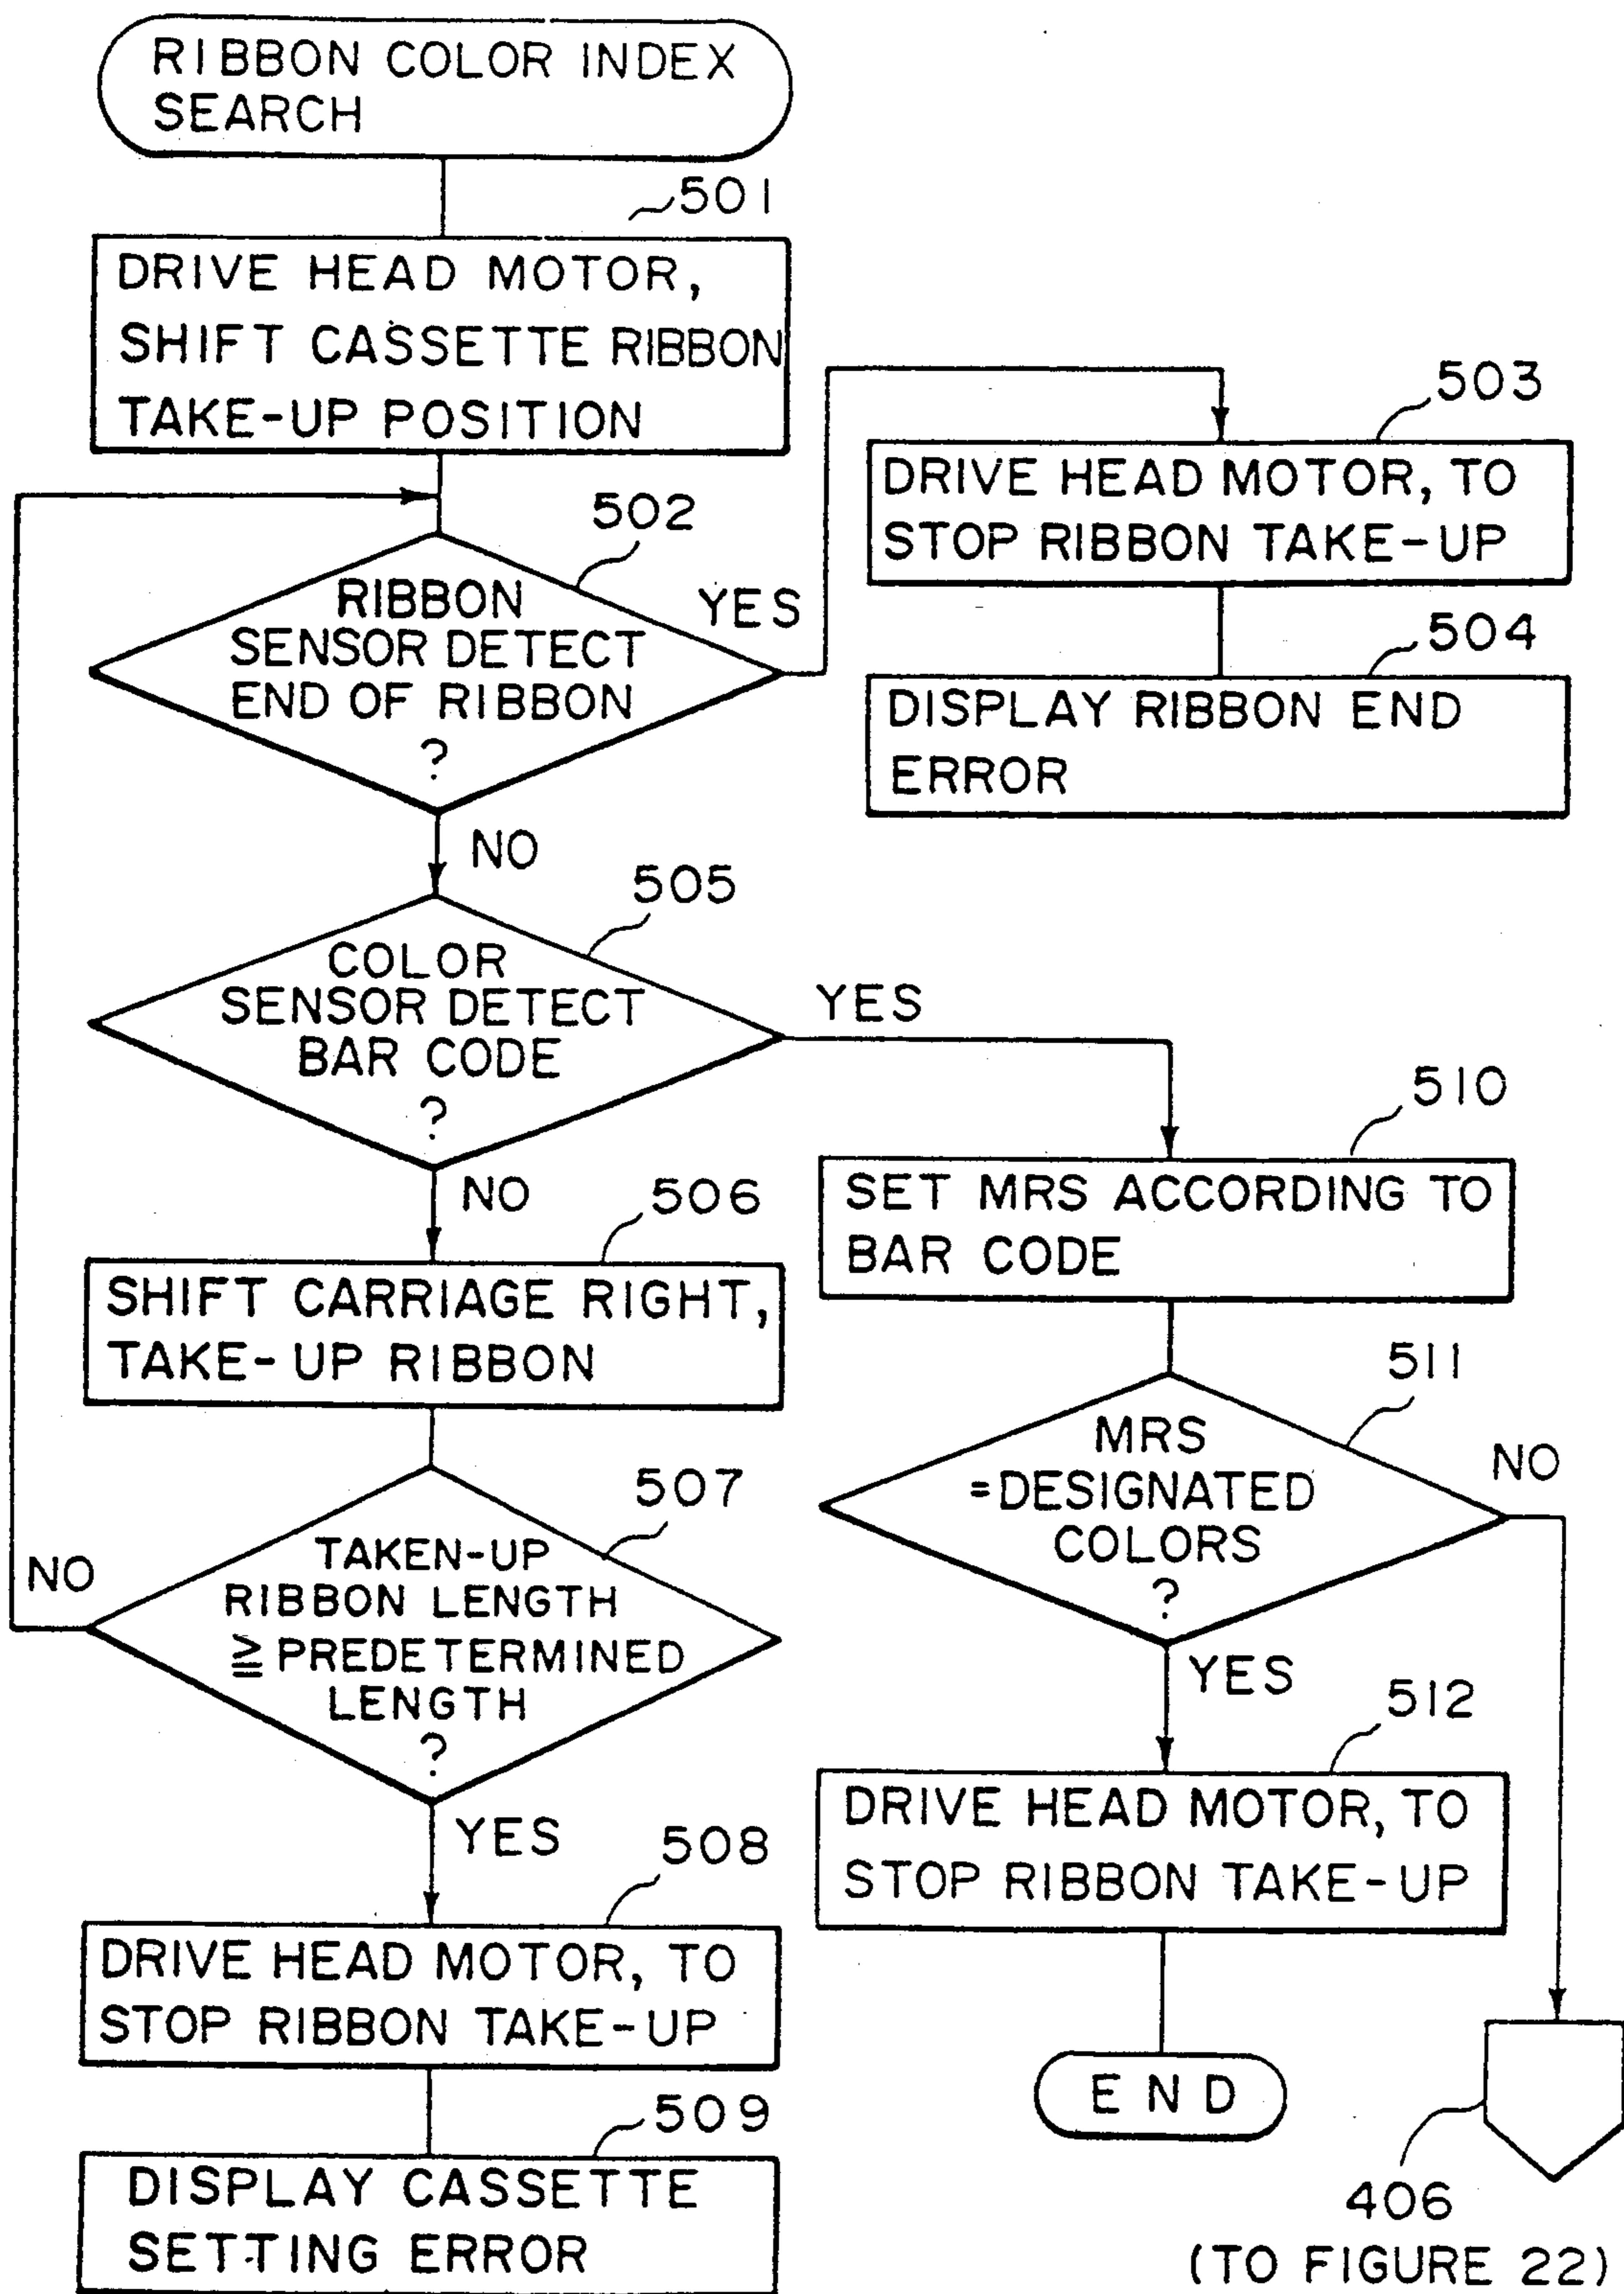 RIBBON COLOR INDEX
SEARCH
501
DRIVE HEAD MOTOR,
SHIFT CASSETTE RIBBON
TAKE-UP POSITION
502
RIBBON
SENSOR DETECT
END OF RIBBON
?
YES
NO
503
DRIVE HEAD MOTOR, TO
STOP RIBBON TAKE-UP
504
DISPLAY RIBBON END
ERROR
505
COLOR
SENSOR DETECT
BAR CODE
?
YES
NO
506
SHIFT CARRIAGE RIGHT,
TAKE-UP RIBBON
507
TAKEN-UP
RIBBON LENGTH
≧ PREDETERMINED
LENGTH
?
NO
YES
508
DRIVE HEAD MOTOR, TO
STOP RIBBON TAKE-UP
509
DISPLAY CASSETTE
SETTING ERROR
510
SET MRS ACCORDING TO
BAR CODE
511
MRS
=DESIGNATED
COLORS
?
NO
YES
512
DRIVE HEAD MOTOR, TO
STOP RIBBON TAKE-UP
END
406
(TO FIGURE 22)